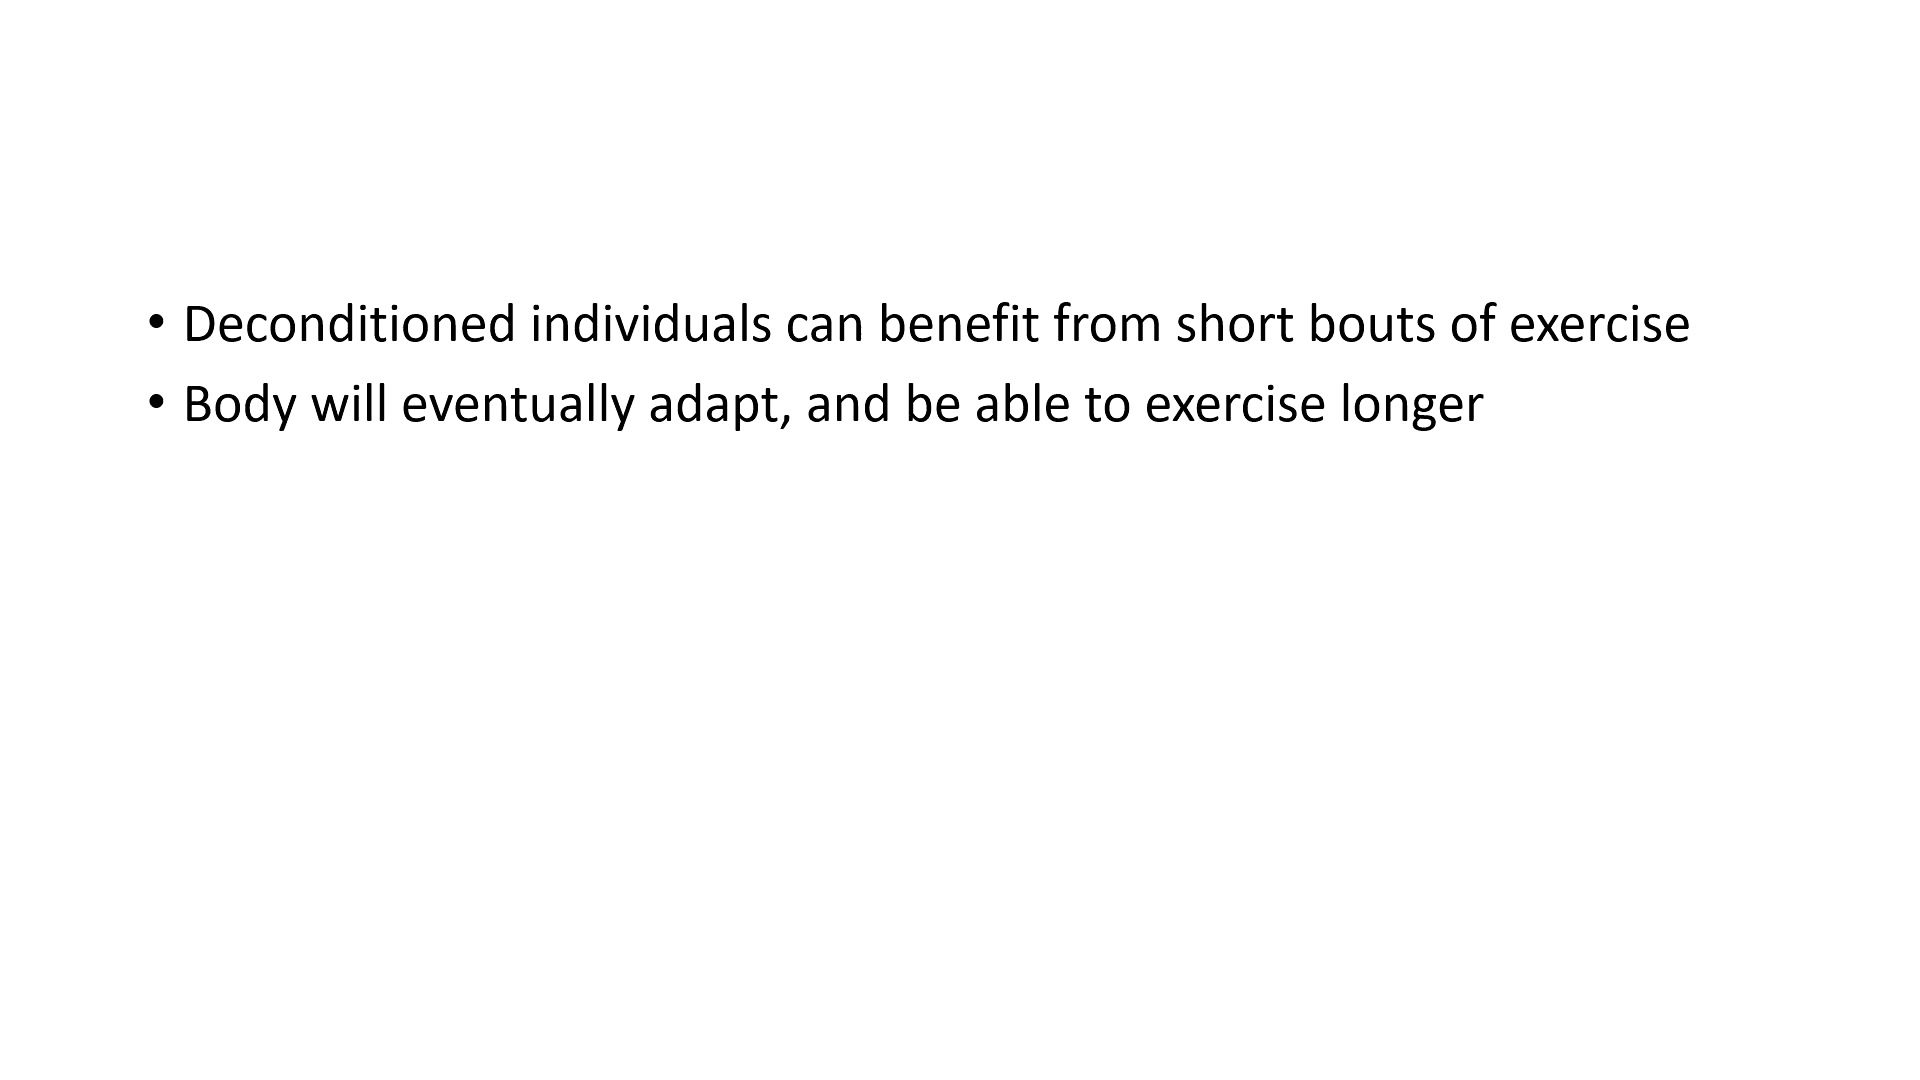 • Deconditioned individuals can benefit from short bouts of exercise
• Body will eventually adapt, and be able to exercise longer